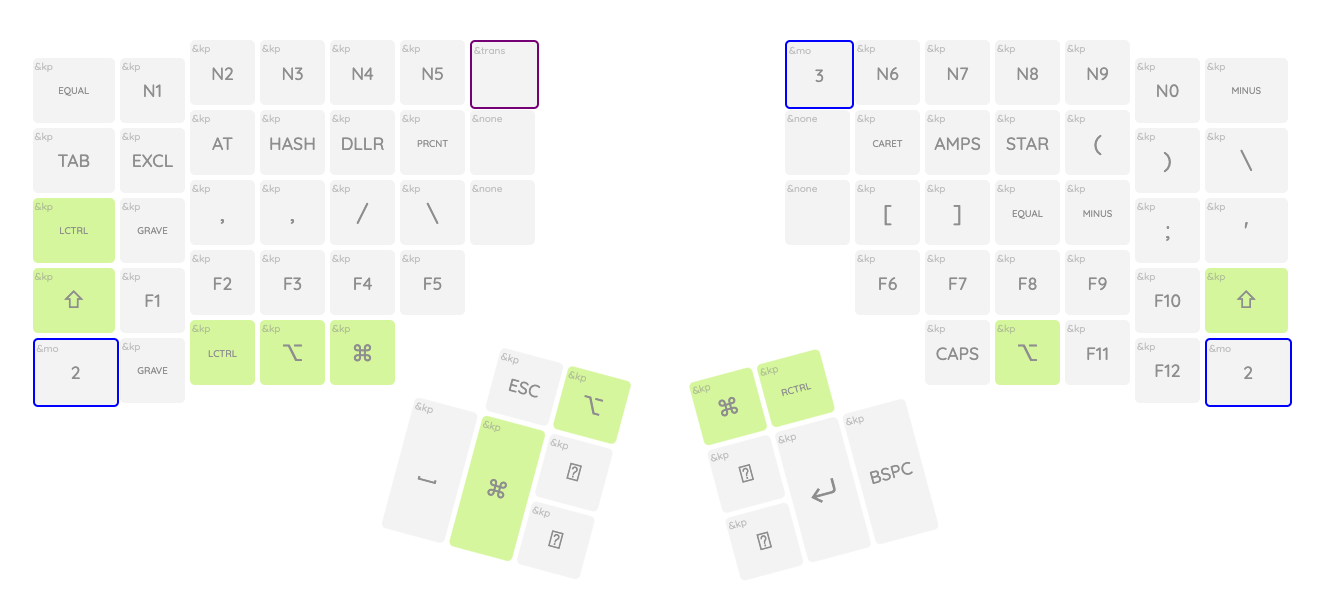 &kp &kp &kp &kp &kp &kp &trans &mo &kp &kp &kp &kp &kp &kp
EQUAL N1 N2 N3 N4 N5 3 N6 N7 N8 N9 N0 MINUS
&kp &kp &kp &kp &kp &kp &none &none &kp &kp &kp &kp &kp &kp
TAB EXCL AT HASH DLLR PRCNT CARET AMPS STAR ( ) \
&kp &kp &kp &kp &kp &kp &none &none &kp &kp &kp &kp &kp &kp
LCTRL GRAVE , , / \ [ ] EQUAL MINUS ; '
&kp &kp &kp &kp &kp &kp &kp &kp &kp &kp &kp &kp
⇧ F1 F2 F3 F4 F5 F6 F7 F8 F9 F10 ⇧
&mo &kp &kp &kp &kp &kp &kp &kp &kp &mo
2 GRAVE LCTRL ⌥ ⌘ CAPS ⌥ F11 F12 2
&kp &kp &kp &kp
ESC ⌥ ⌘ RCTRL
&kp &kp &kp &kp &kp &kp
⎵ ⌘ ⍰ ⍰ ↵ BSPC
&kp &kp
⍰ ⍰